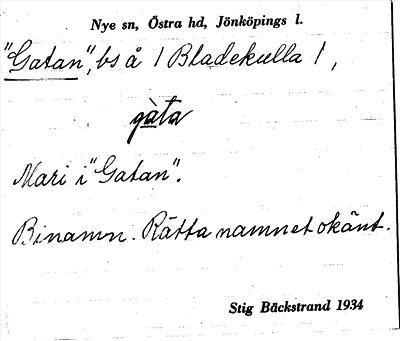 Nye sn, Östra hd, Jönköpings l.
"Gatan", bs å 1 Bladekulla 1,
gàta
Mari i "Gatan".
Binamn. Rätta namnet okänt.
Stig Bäckstrand 1934